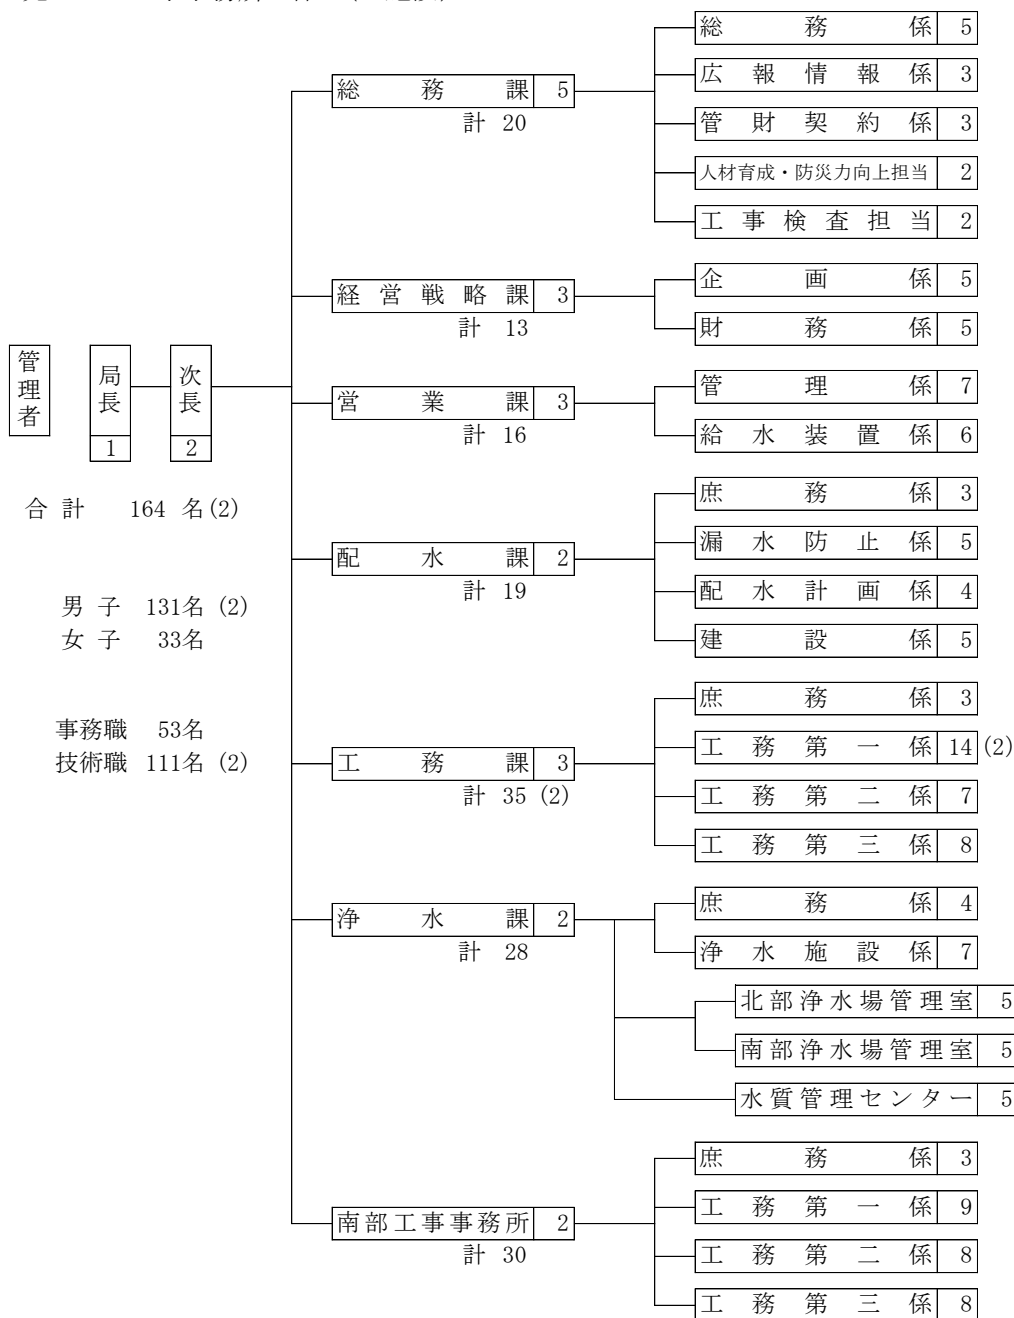 総務課 5
計 20
総務係 5
広報情報係 3
管財契約係 3
人材育成・防災力向上担当 2
工事検査担当 2
経営戦略課 3
計 13
企画係 5
財務係 5
管理者
局長 1
次長 2
営業課 3
計 16
管理係 7
給水装置係 6
合計 164 名(2)
男子 131名 (2)
女子 33名
事務職 53名
技術職 111名 (2)
配水課 2
計 19
庶務係 3
漏水防止係 5
配水計画係 4
建設係 5
工務課 3
計 35 (2)
庶務係 3
工務第一係 14 (2)
工務第二係 7
工務第三係 8
浄水課 2
計 28
庶務係 4
浄水施設係 7
北部浄水場管理室 5
南部浄水場管理室 5
水質管理センター 5
南部工事事務所 2
計 30
庶務係 3
工務第一係 9
工務第二係 8
工務第三係 8